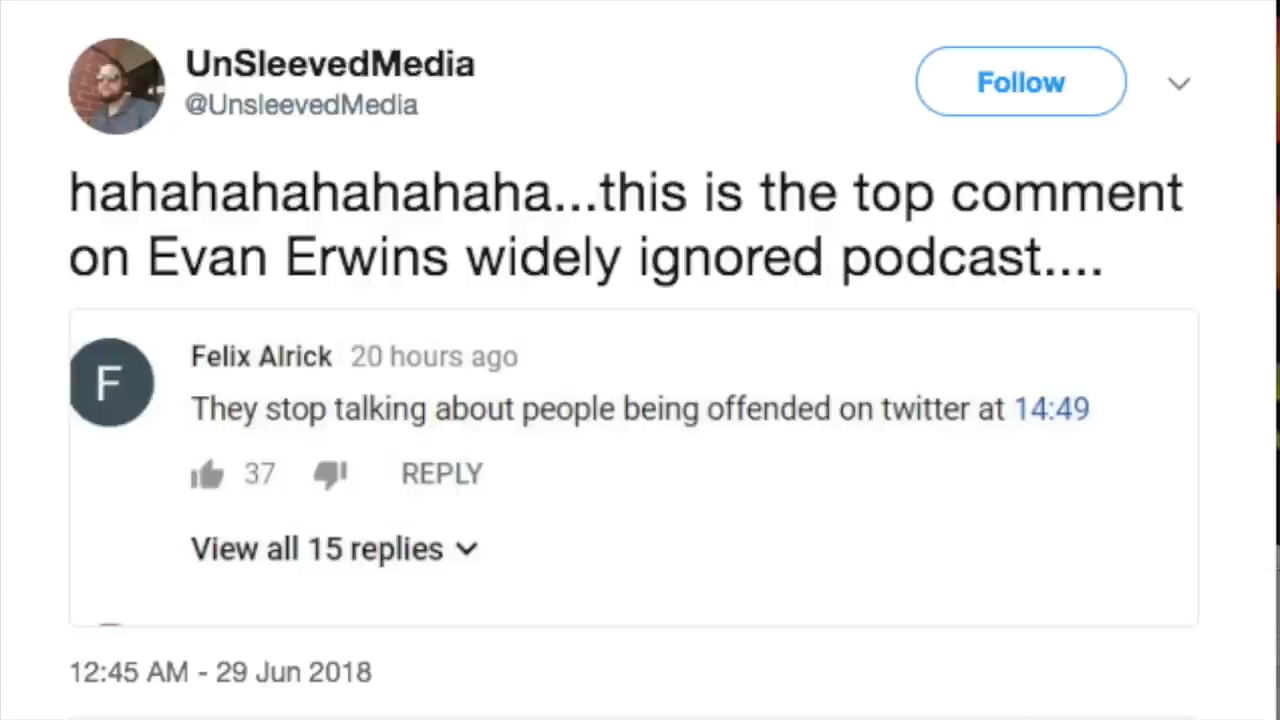 UnSleevedMedia
@UnsleevedMedia
Follow
hahahahahahahaha...this is the top comment
on Evan Erwins widely ignored podcast....
F
Felix Alrick 20 hours ago
They stop talking about people being offended on twitter at 14:49
37 REPLY
View all 15 replies
12:45 AM - 29 Jun 2018